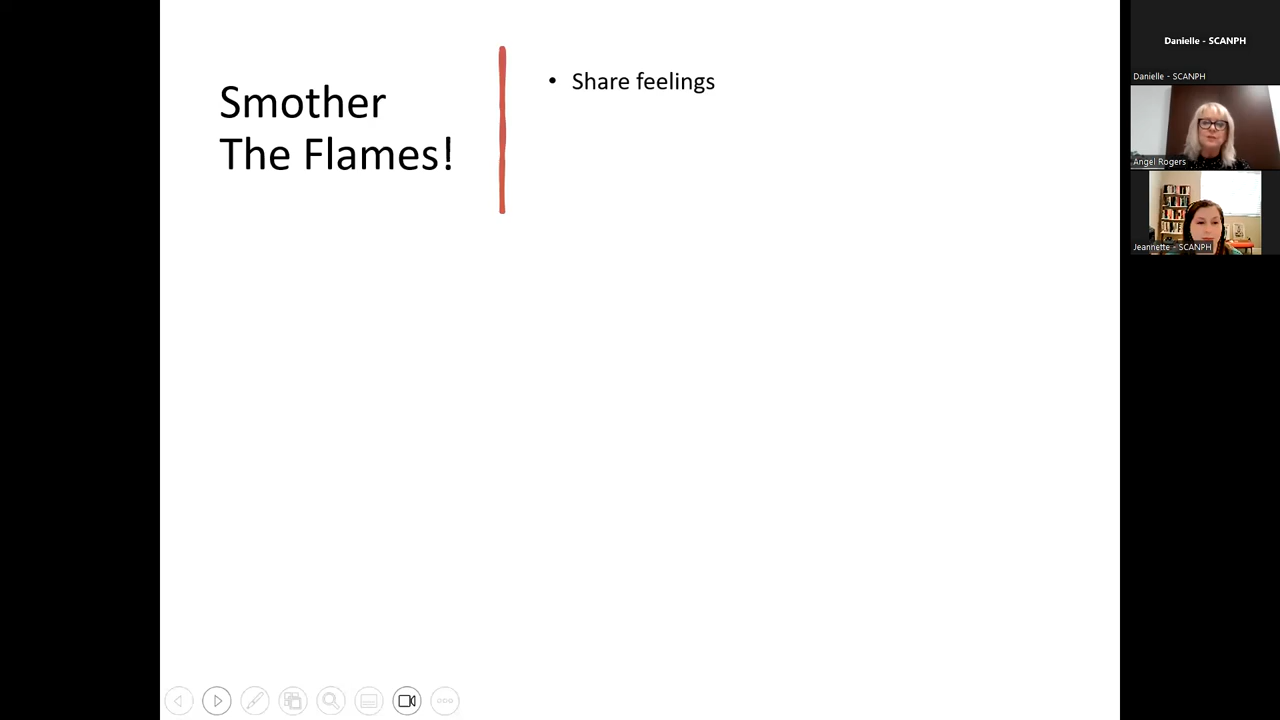 Smother
The Flames!
• Share feelings
Danielle - SCANPH
Danielle - SCANPH
Angel Rogers
Jeannette - SCANPH